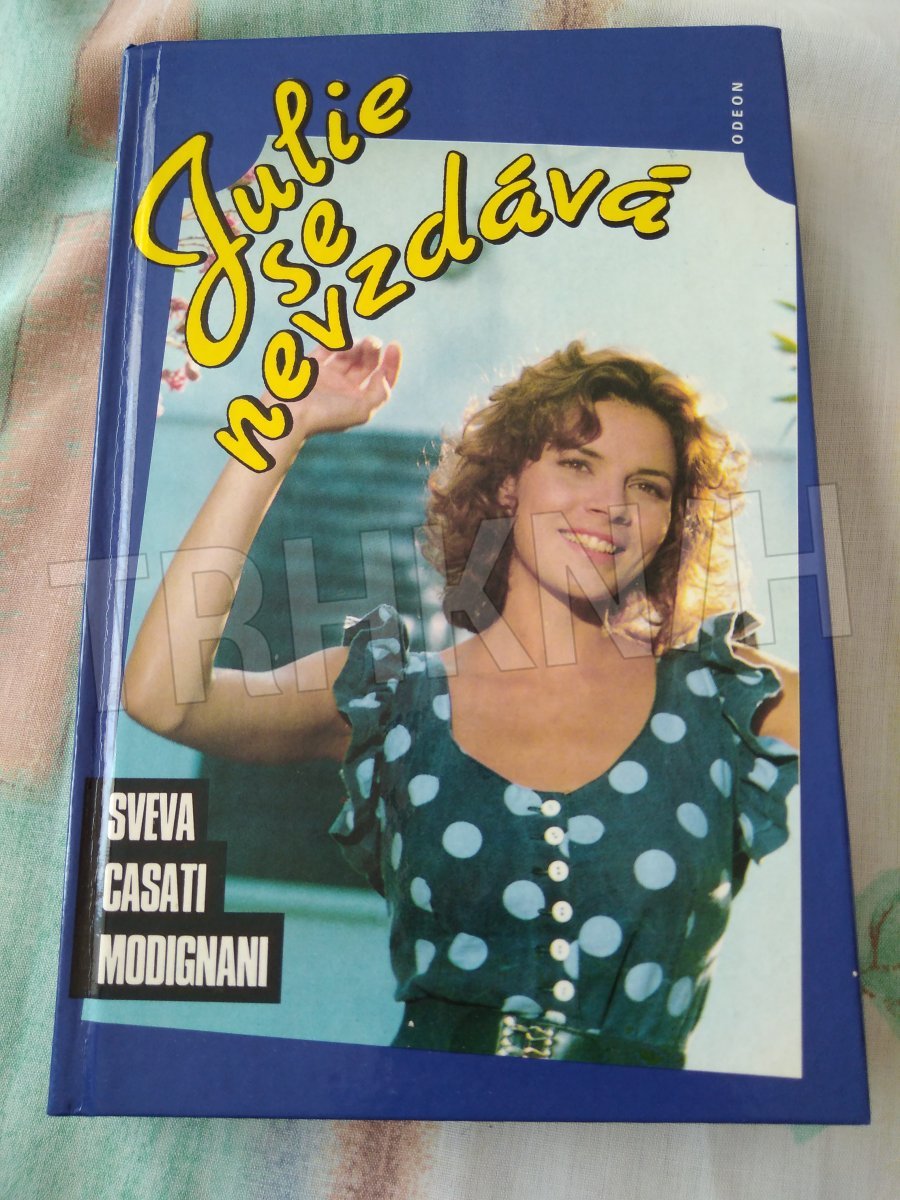 ODEON
Julie
se
nevzdává
TRHKNIH
SVEVA
CASATI
MODIGNANI